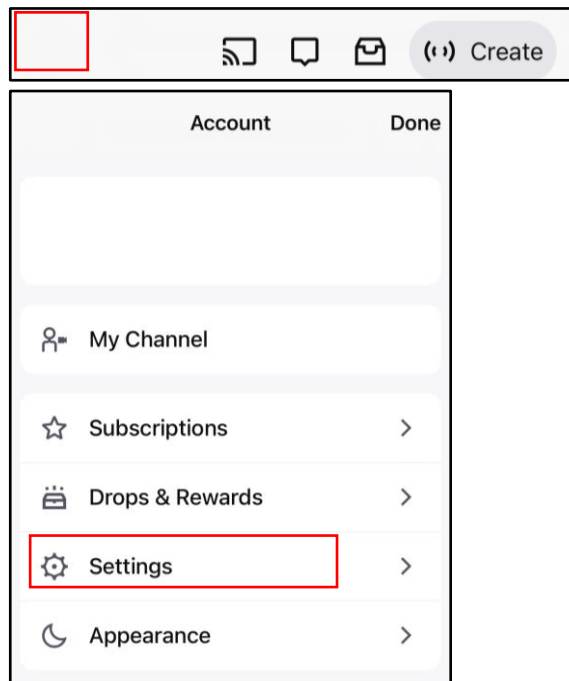 Create
Account Done
My Channel
Subscriptions
Drops & Rewards
Settings
Appearance